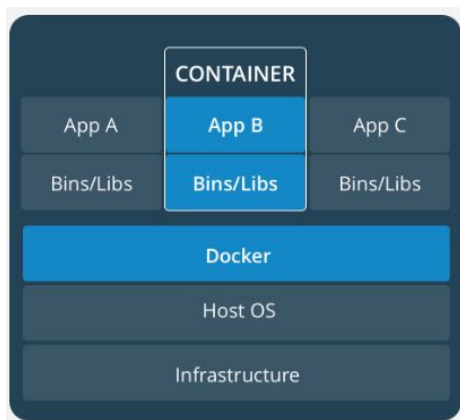 CONTAINER
App A App B App C
Bins/Libs Bins/Libs Bins/Libs
Docker
Host OS
Infrastructure